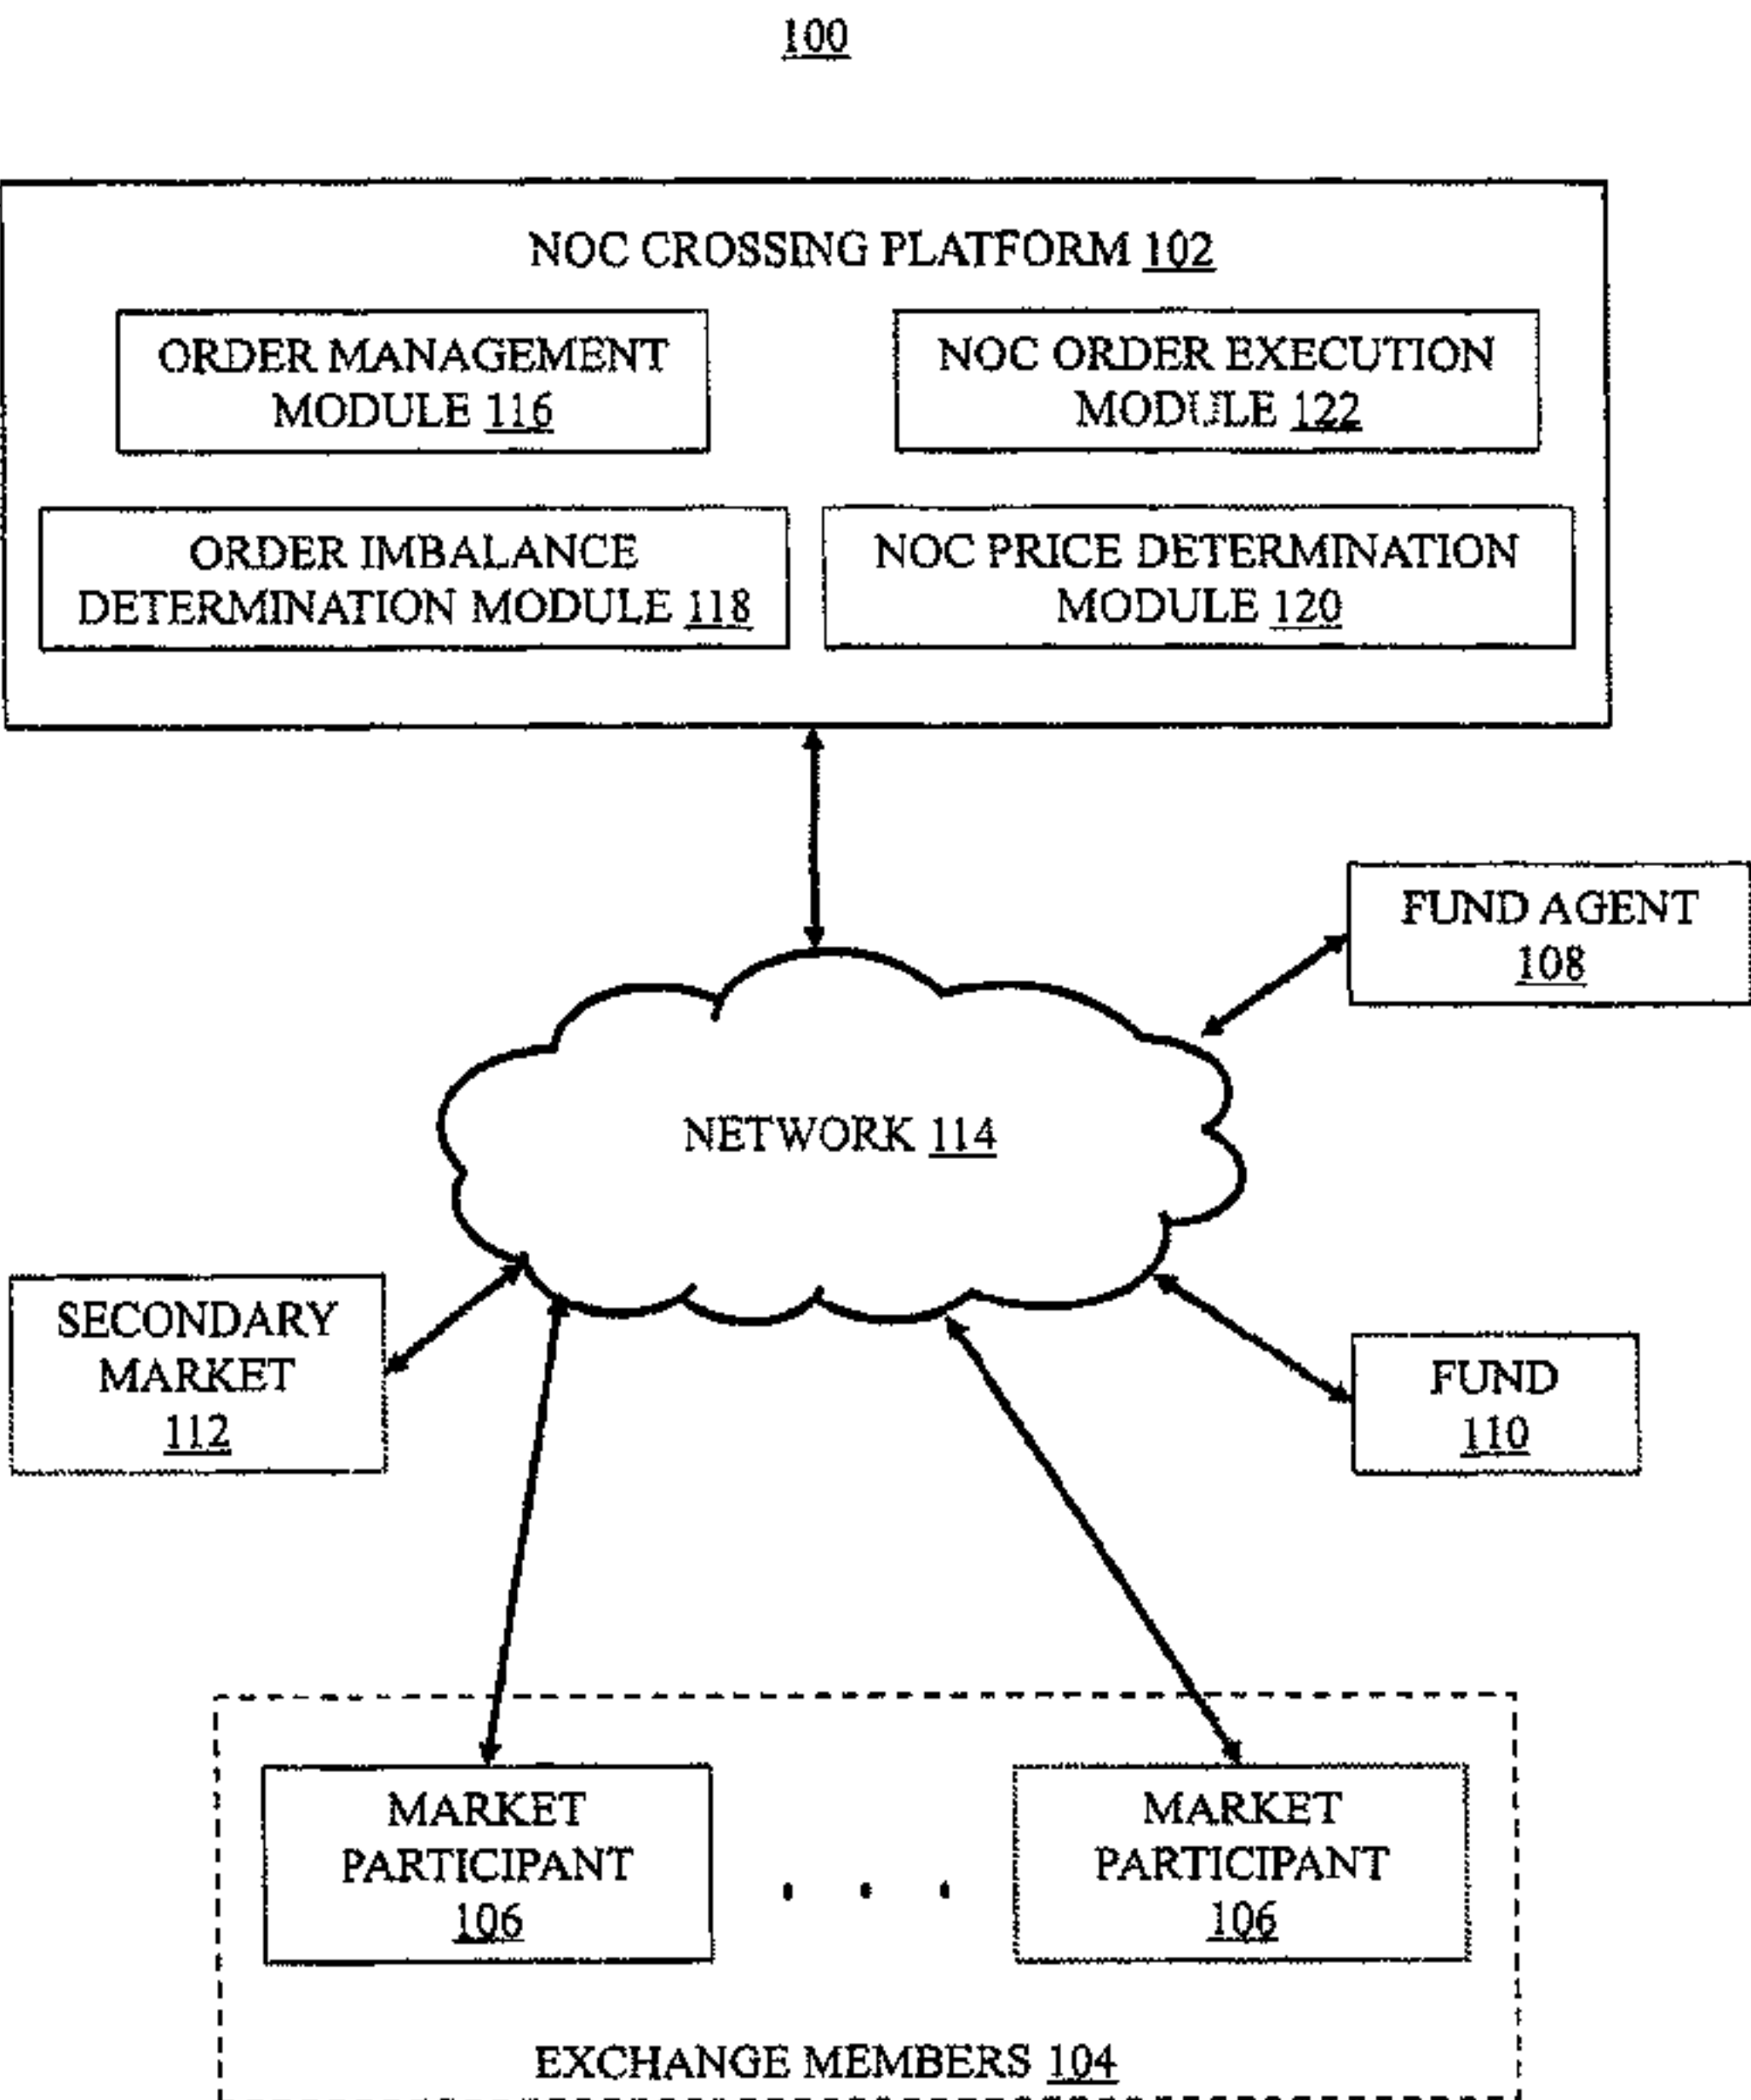 100
NOC CROSSING PLATFORM 102
ORDER MANAGEMENT
MODULE 116
NOC ORDER EXECUTION
MODULE 122
ORDER IMBALANCE
DETERMINATION MODULE 118
NOC PRICE DETERMINATION
MODULE 120
FUND AGENT
108
NETWORK 114
SECONDARY
MARKET
112
FUND
110
MARKET
PARTICIPANT
106
. . .
MARKET
PARTICIPANT
106
EXCHANGE MEMBERS 104